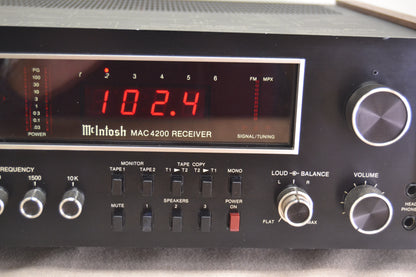 PG
100
30
10
3
1
.3
.1
.03
POWER
1 2 3 4 5 6
FM MPX
102.4
McIntosh MAC 4200 RECEIVER
SIGNAL/TUNING
FREQUENCY
1500 10K
MONITOR TAPE COPY
TAPE 1 TAPE 2 T1 ► T2 T2 ► T1 MONO
LOUD BALANCE
L R
VOLUME
MUTE 1 SPEAKERS 2 3 POWER ON
FLAT MAX
HEAD
PHONES